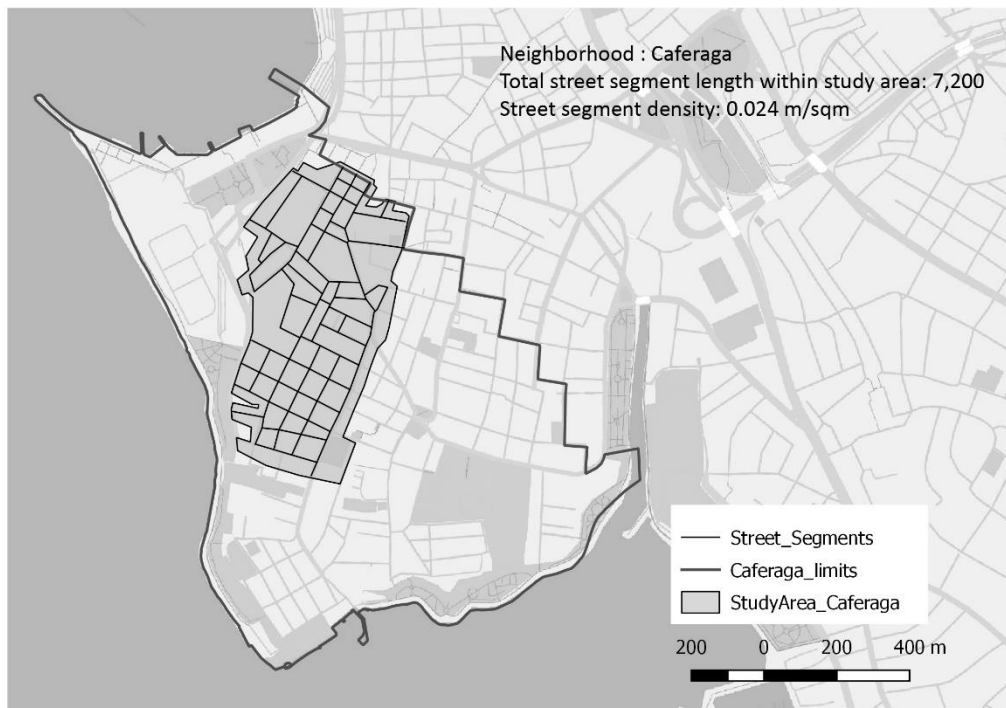 Neighborhood : Caferaga
Total street segment length within study area: 7,200
Street segment density: 0.024 m/sqm
Street_Segments
Caferaga_limits
StudyArea_Caferaga
200 0 200 400 m